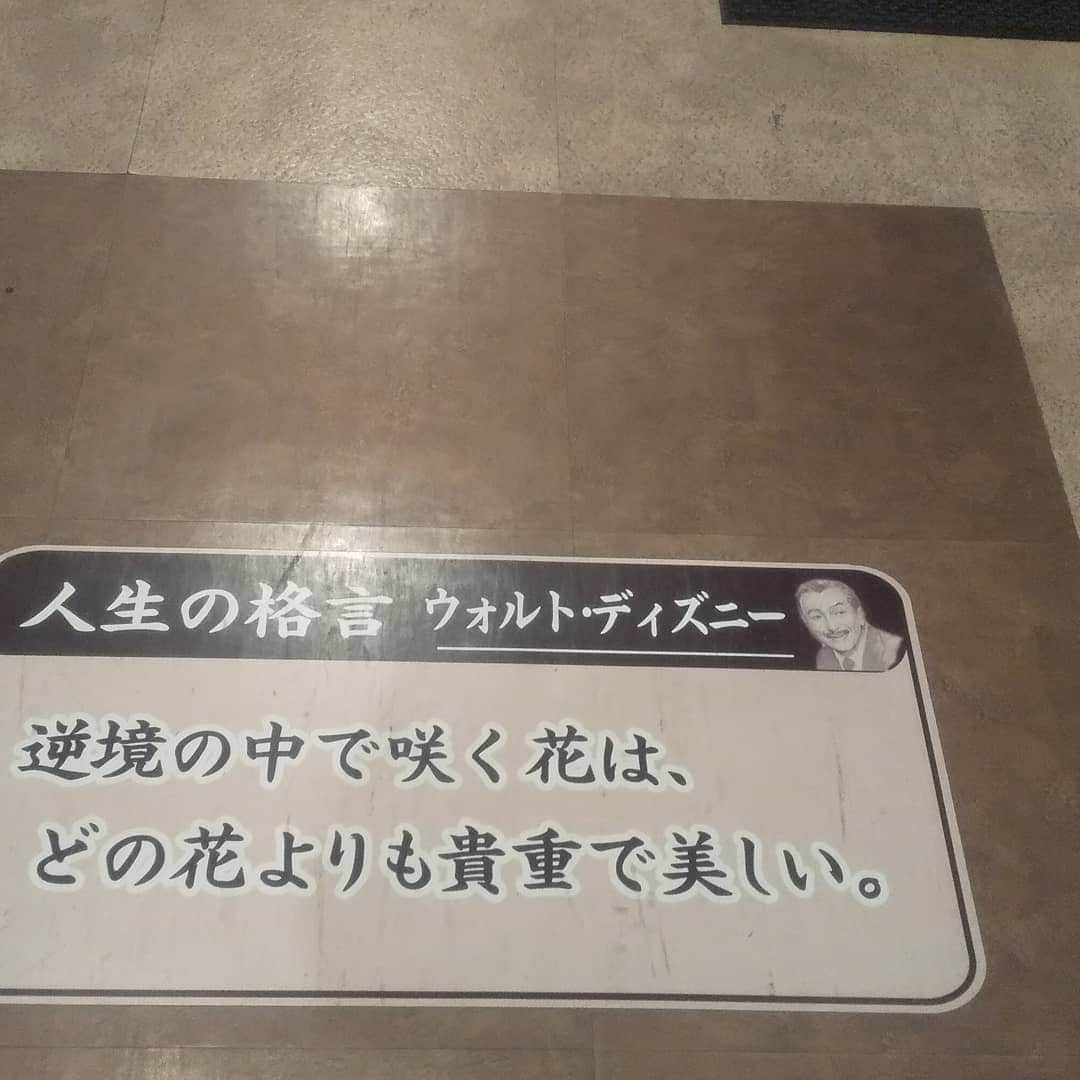 人生の格言 ウォルト・ディズニー
逆境の中で咲く花は、
どの花よりも貴重で美しい。